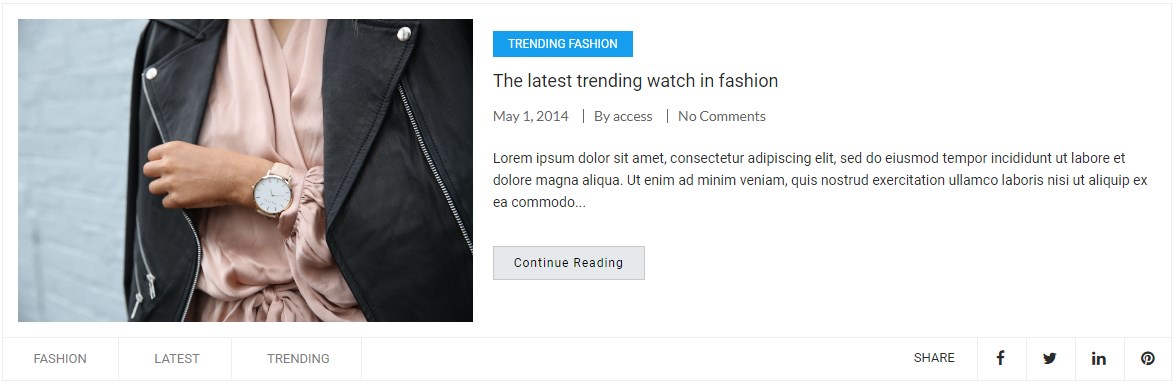 TRENDING FASHION
The latest trending watch in fashion
May 1, 2014 | By access | No Comments
Lorem ipsum dolor sit amet, consectetur adipiscing elit, sed do eiusmod tempor incididunt ut labore et
dolore magna aliqua. Ut enim ad minim veniam, quis nostrud exercitation ullamco laboris nisi ut aliquip ex
ea commodo...
Continue Reading
FASHION LATEST TRENDING SHARE